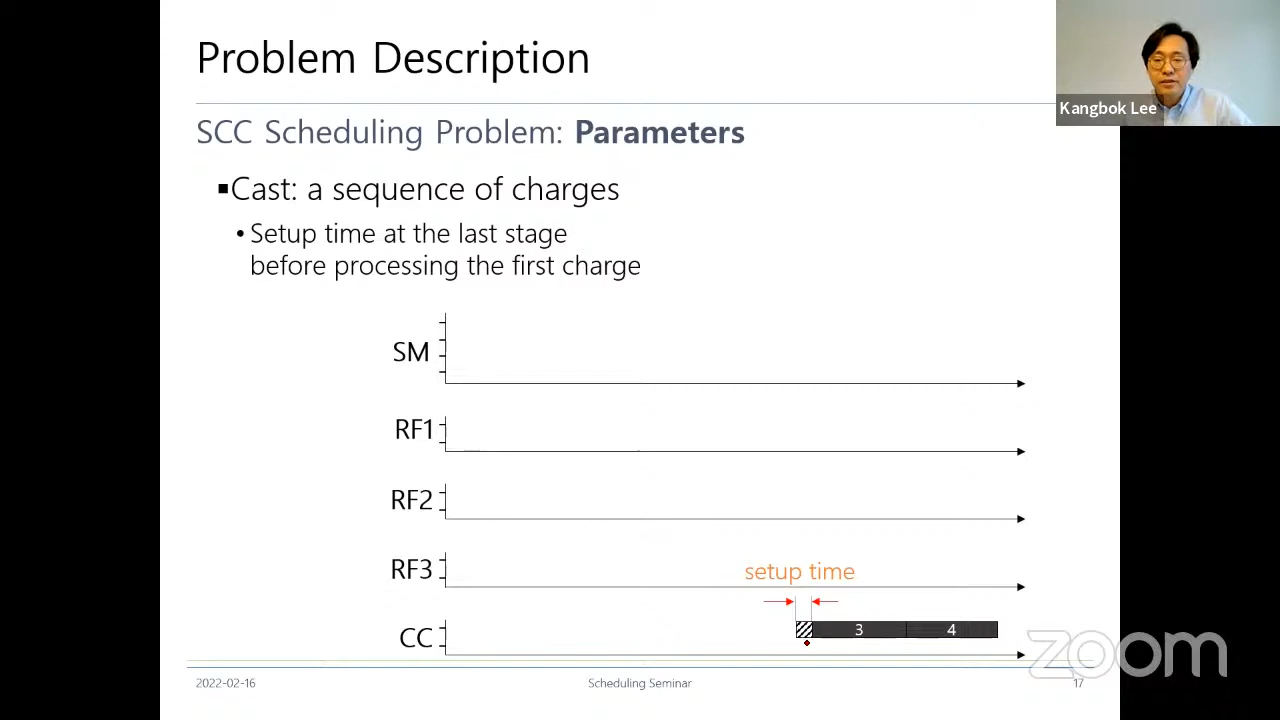 Problem Description
Kangbok Lee
SCC Scheduling Problem: Parameters
▪Cast: a sequence of charges
• Setup time at the last stage
before processing the first charge
SM
RF1
RF2
RF3
setup time
CC
3
4
zoom
2022-02-16
Scheduling Seminar
17